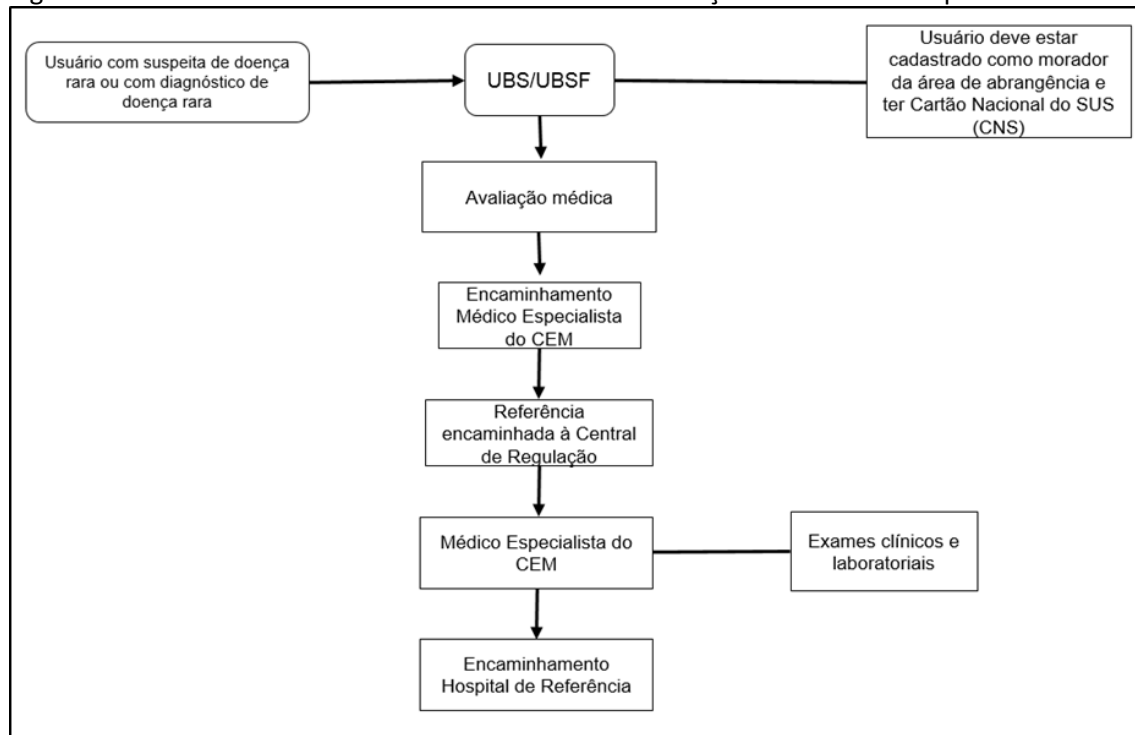 Usuário com suspeita de doença
rara ou com diagnóstico de
doença rara
UBS/UBSF
Usuário deve estar
cadastrado como morador
da área de abrangência e
ter Cartão Nacional do SUS
(CNS)
Avaliação médica
Encaminhamento
Médico Especialista
do CEM
Referência
encaminhada à Central
de Regulação
Médico Especialista do
CEM
Exames clínicos e
laboratoriais
Encaminhamento
Hospital de Referência